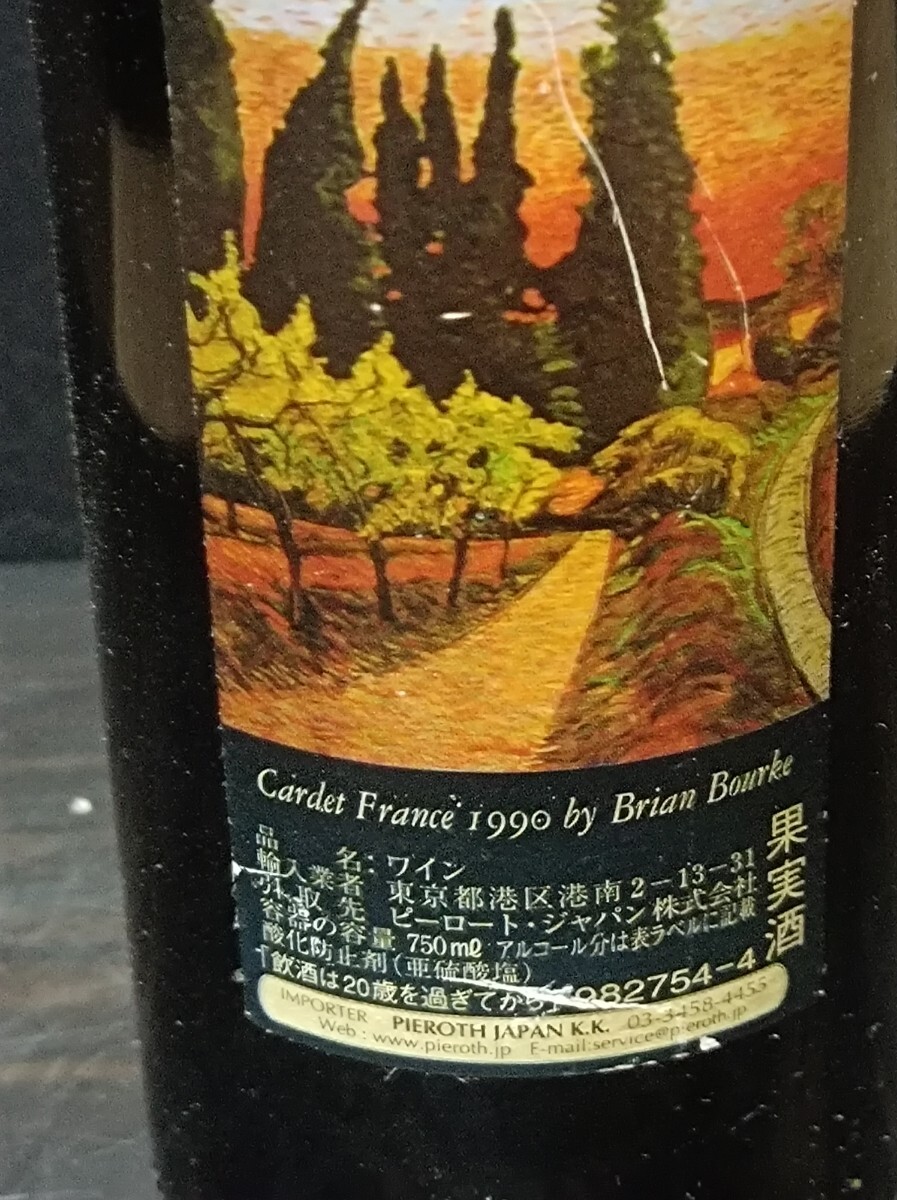 Cardet France 1990 by Brian Bourke
果実酒
品 名：ワイン
輸入業者 東京都港区港南2-13-31
引取先 ピーロート・ジャパン株式会社
容器の容量 750mℓ アルコール分は表ラベルに記載
酸化防止剤(亜硫酸塩)
「飲酒は20歳を過ぎてから」 982754-4
IMPORTER PIEROTH JAPAN K.K. 03-3458-4455
Web : www.pieroth.jp E-mail:service@pieroth.jp